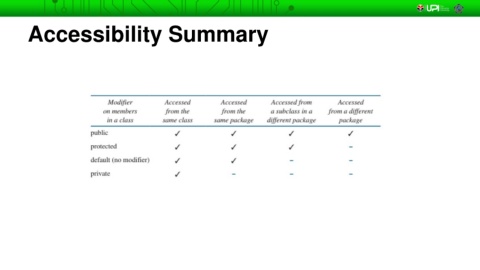 UPI
Accessibility Summary
Modifier on members in a class | Accessed from the same class | Accessed from the same package | Accessed from a subclass in a different package | Accessed from a different package
public ✓ ✓ ✓ ✓
protected ✓ ✓ ✓ –
default (no modifier) ✓ ✓ – –
private ✓ – – –